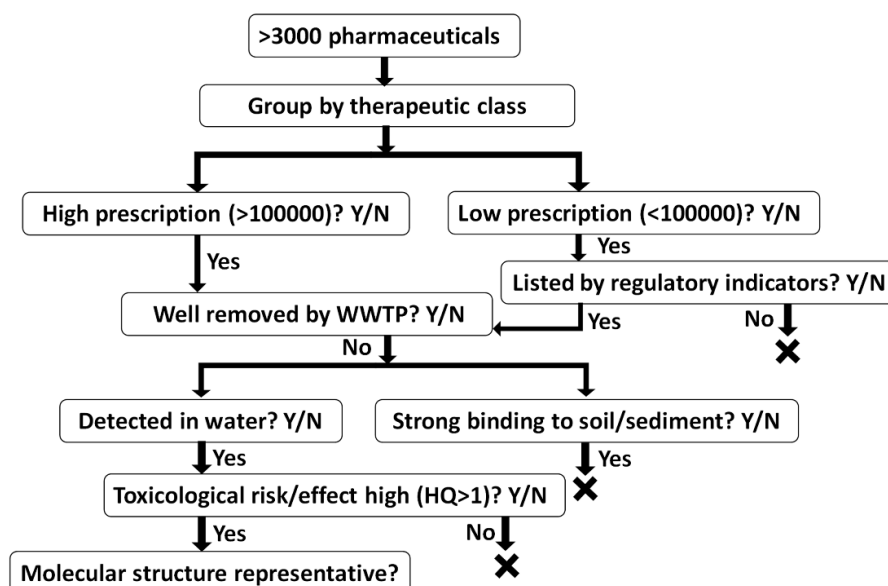 >3000 pharmaceuticals
Group by therapeutic class
High prescription (>100000)? Y/N
Low prescription (<100000)? Y/N
Yes
Yes
Listed by regulatory indicators? Y/N
Well removed by WWTP? Y/N
Yes
No
No
Detected in water? Y/N
Strong binding to soil/sediment? Y/N
Yes
Yes
Toxicological risk/effect high (HQ>1)? Y/N
Yes
No
Molecular structure representative?